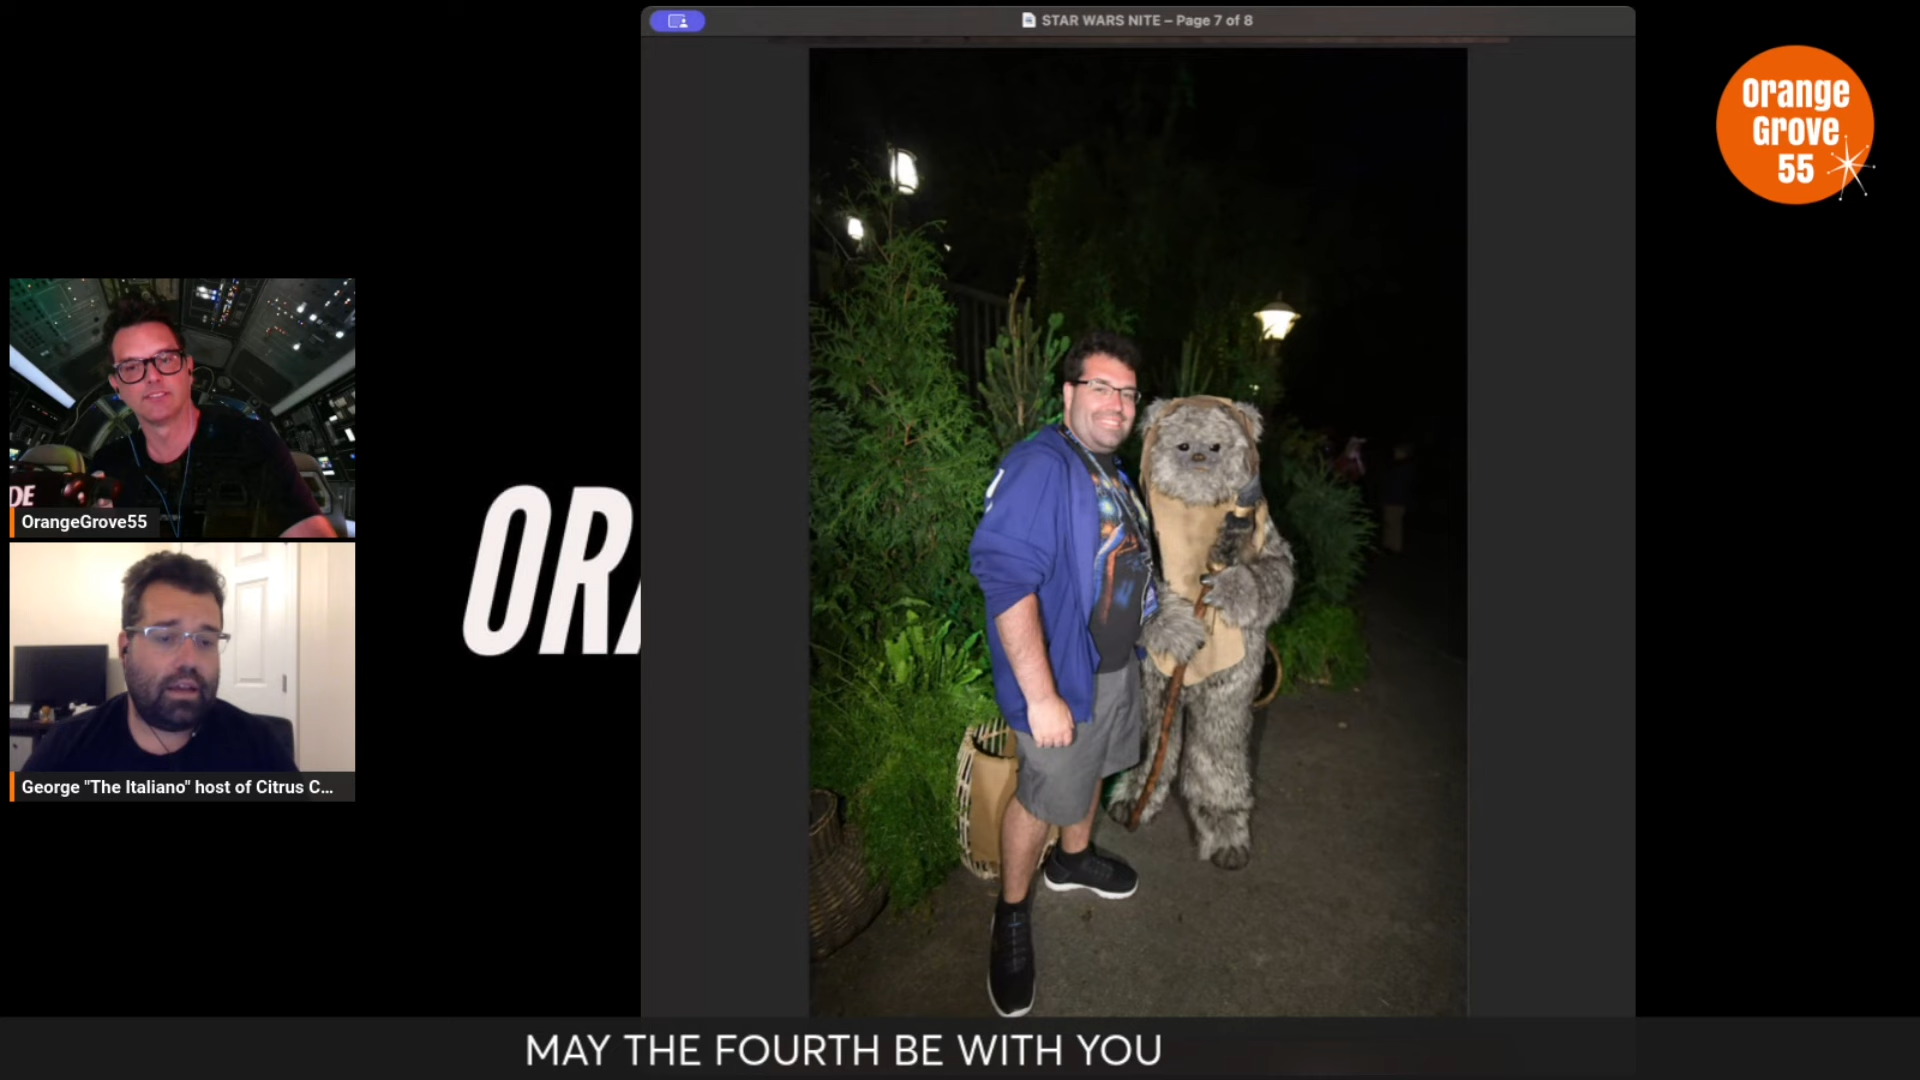 STAR WARS NITE – Page 7 of 8
Orange
Grove
55
DE
OrangeGrove55
ORA
George "The Italiano" host of Citrus C...
MAY THE FOURTH BE WITH YOU